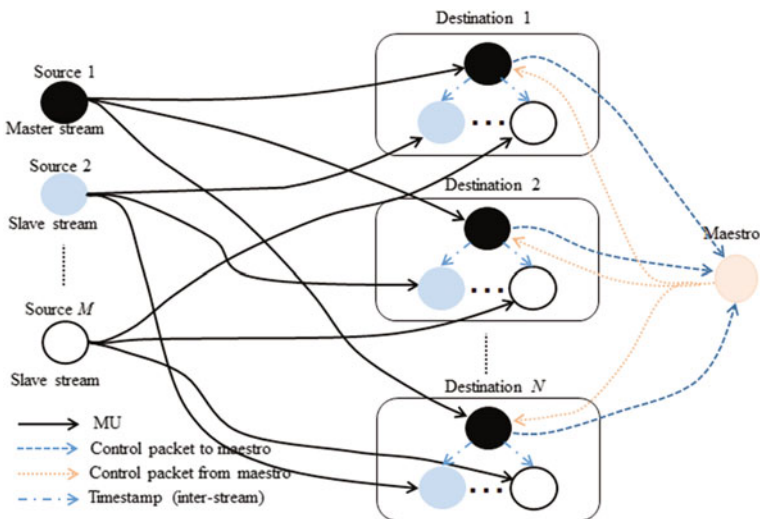 Destination 1
Source 1
Master stream
Source 2
Slave stream
Destination 2
Maestro
Source M
Slave stream
Destination N
MU
Control packet to maestro
Control packet from maestro
Timestamp (inter-stream)